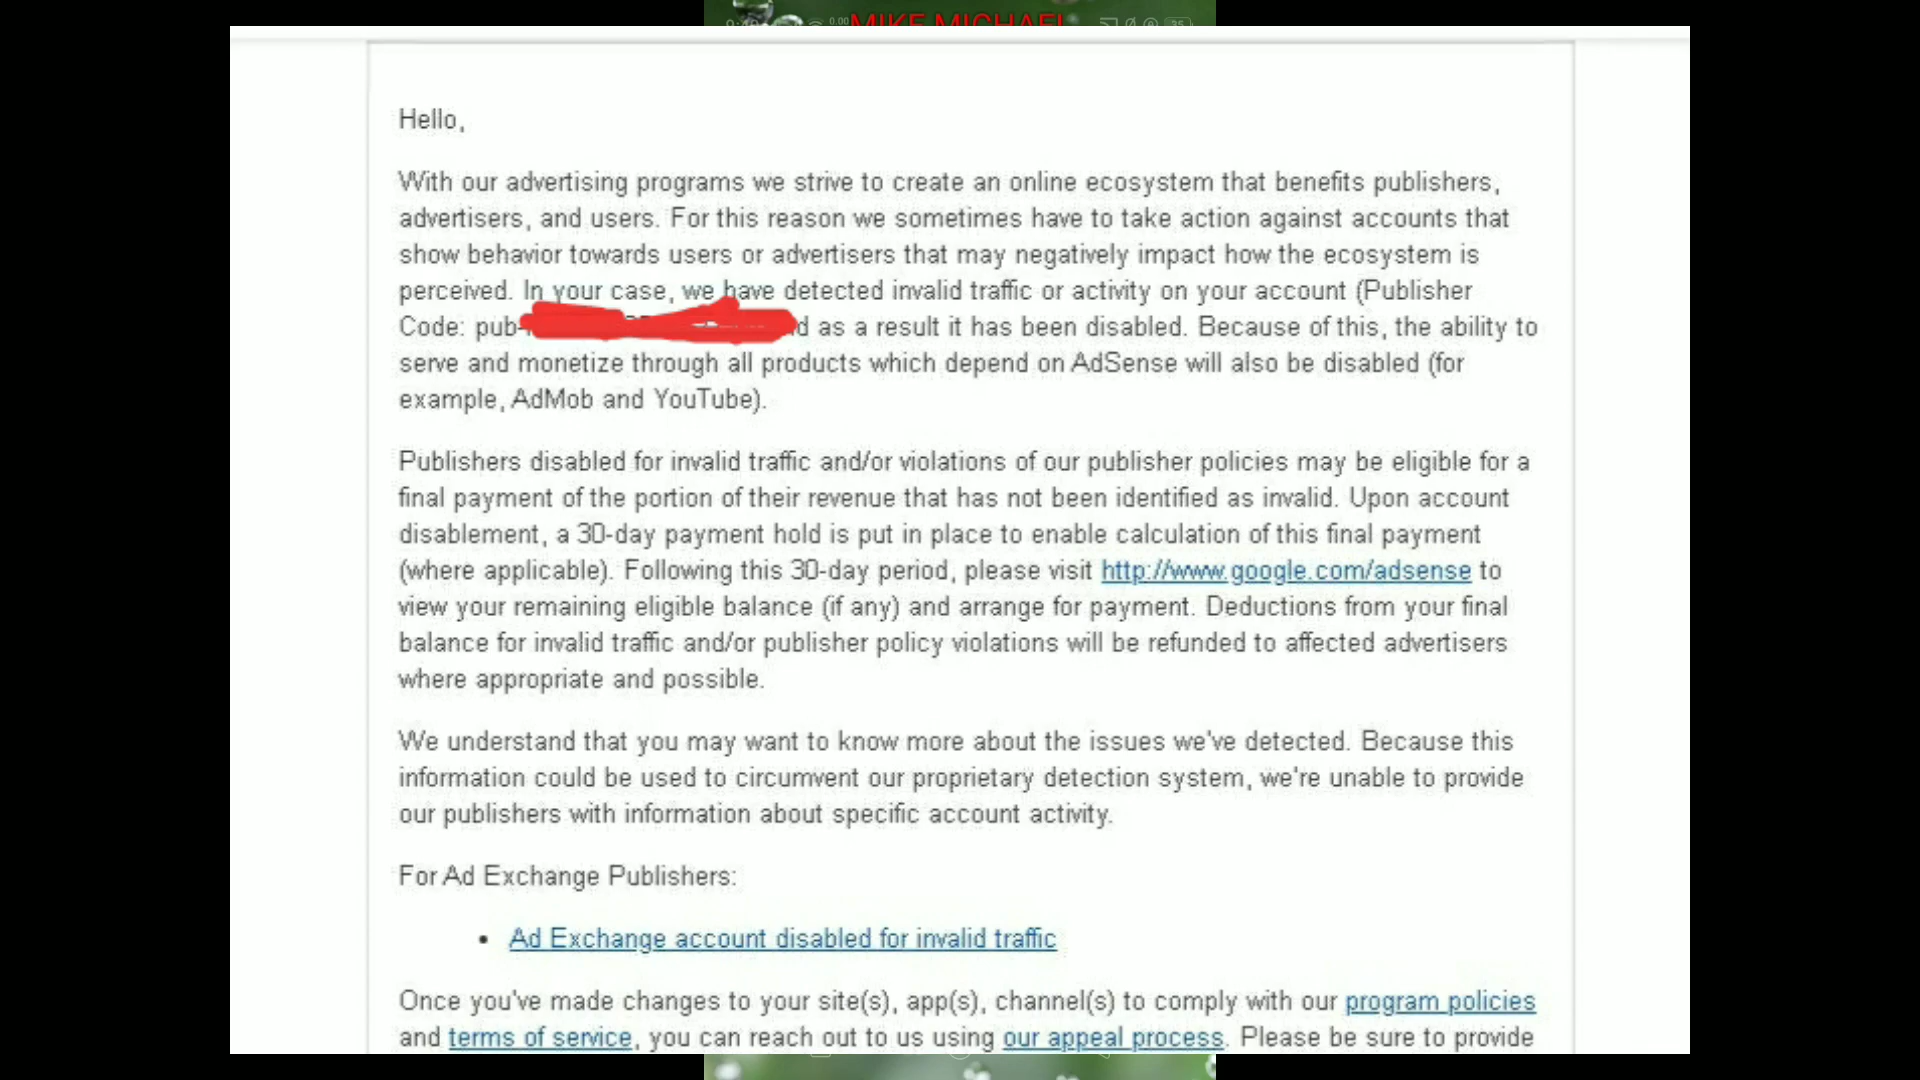 0.00 MIKE MICHAEL 35
Hello,
With our advertising programs we strive to create an online ecosystem that benefits publishers,
advertisers, and users. For this reason we sometimes have to take action against accounts that
show behavior towards users or advertisers that may negatively impact how the ecosystem is
perceived. In your case, we have detected invalid traffic or activity on your account (Publisher
Code: pub- as a result it has been disabled. Because of this, the ability to
serve and monetize through all products which depend on AdSense will also be disabled (for
example, AdMob and YouTube).
Publishers disabled for invalid traffic and/or violations of our publisher policies may be eligible for a
final payment of the portion of their revenue that has not been identified as invalid. Upon account
disablement, a 30-day payment hold is put in place to enable calculation of this final payment
(where applicable). Following this 30-day period, please visit http://www.google.com/adsense to
view your remaining eligible balance (if any) and arrange for payment. Deductions from your final
balance for invalid traffic and/or publisher policy violations will be refunded to affected advertisers
where appropriate and possible.
We understand that you may want to know more about the issues we've detected. Because this
information could be used to circumvent our proprietary detection system, we're unable to provide
our publishers with information about specific account activity.
For Ad Exchange Publishers:
• Ad Exchange account disabled for invalid traffic
Once you've made changes to your site(s), app(s), channel(s) to comply with our program policies
and terms of service, you can reach out to us using our appeal process. Please be sure to provide